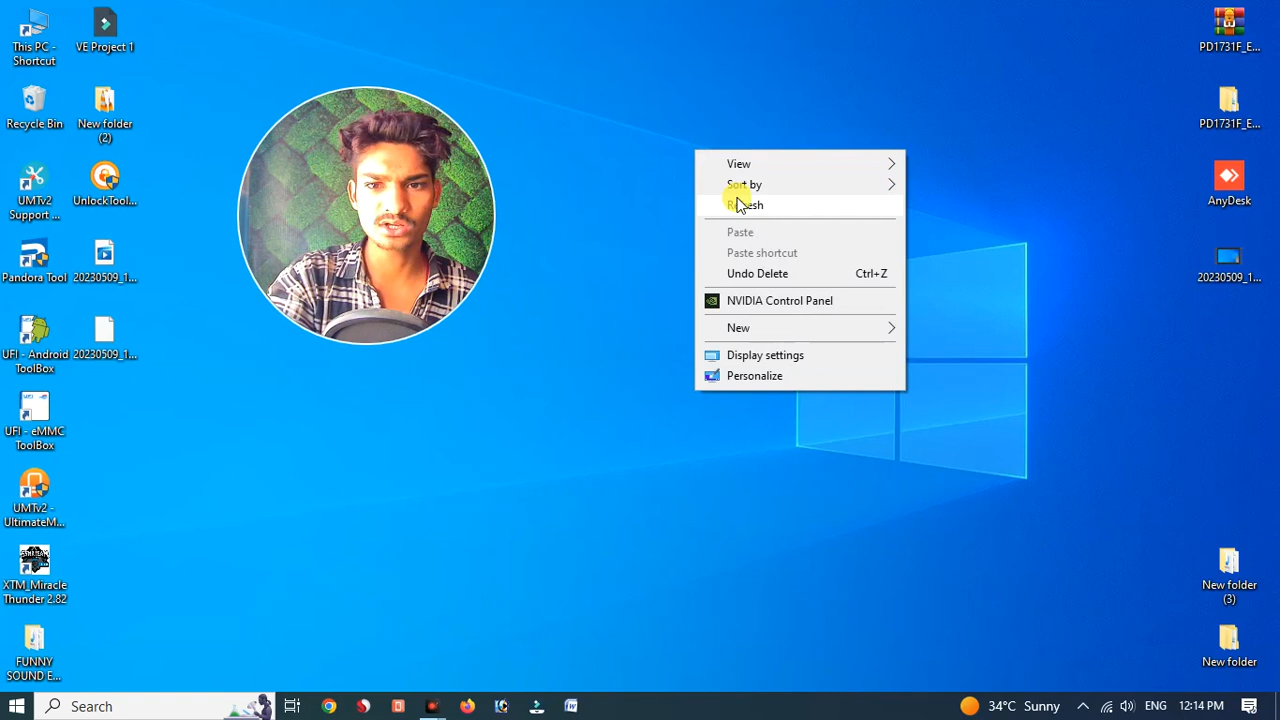 This PC -
Shortcut
VE Project 1
Recycle Bin
New folder
(2)
UMTv2
Support ...
UnlockTool...
Pandora Tool
20230509_1...
UFI - Android
ToolBox
20230509_1...
UFI - eMMC
ToolBox
UMTv2 -
UltimateM...
XTM_Miracle
Thunder 2.82
FUNNY
SOUND E...
View
Sort by
Refresh
Paste
Paste shortcut
Undo Delete Ctrl+Z
NVIDIA Control Panel
New
Display settings
Personalize
PD1731F_E...
PD1731F_E...
AnyDesk
20230509_1...
New folder
(3)
New folder
Search
34°C Sunny
ENG
12:14 PM